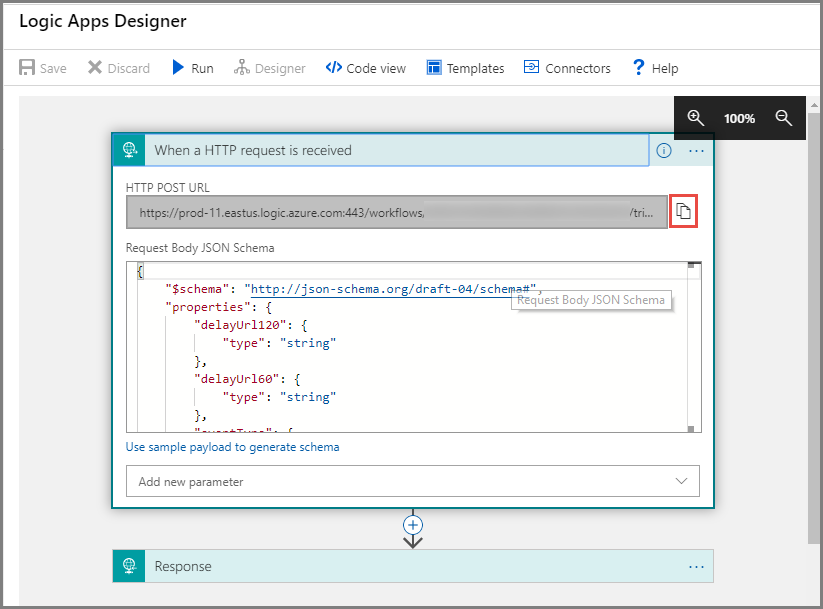 Logic Apps Designer
Save Discard Run Designer Code view Templates Connectors Help
100%
When a HTTP request is received
HTTP POST URL
https://prod-11.eastus.logic.azure.com:443/workflows/ /tri...
Request Body JSON Schema
{
"$schema": "http://json-schema.org/draft-04/schema#",
Request Body JSON Schema
"properties": {
"delayUrl120": {
"type": "string"
},
"delayUrl60": {
"type": "string"
},
"eventType": {
Use sample payload to generate schema
Add new parameter
Response